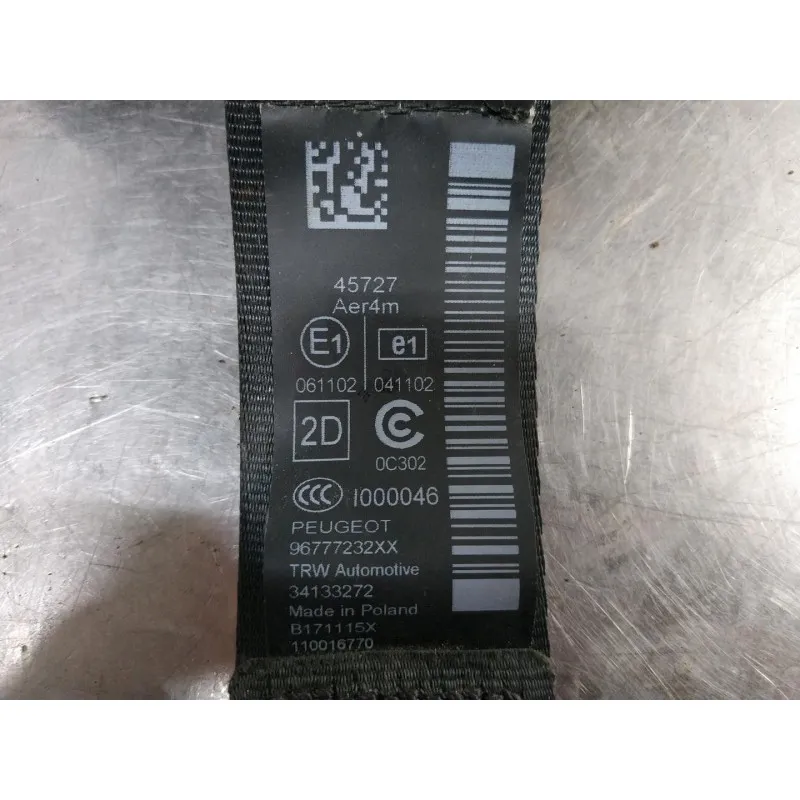 45727
Aer4m
E1 e1
061102 041102
2D
0C302
CCC I000046
PEUGEOT
96777232XX
TRW Automotive
34133272
Made in Poland
B171115X
110016770